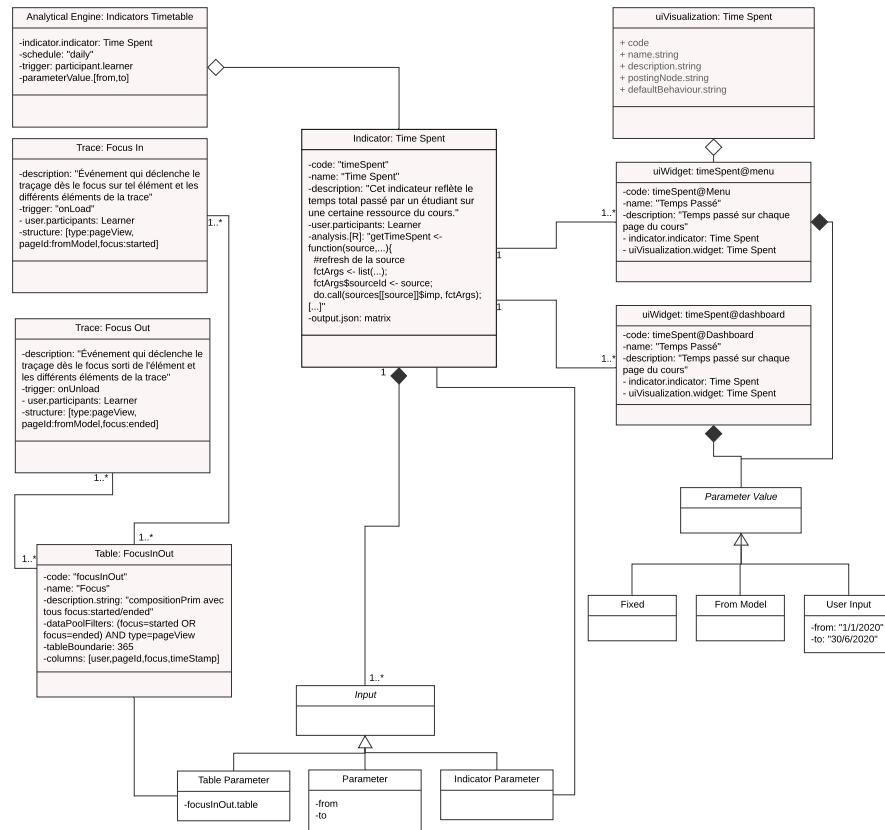 Analytical Engine: Indicators Timetable
-indicator.indicator: Time Spent
-schedule: "daily"
-trigger: participant.learner
-parameterValue.[from,to]
uiVisualization: Time Spent
+ code
+ name.string
+ description.string
+ postingNode.string
+ defaultBehaviour.string
Trace: Focus In
-description: "Événement qui déclenche le
traçage dès le focus sur tel élément et les
différents éléments de la trace"
-trigger: "onLoad"
- user.participants: Learner
-structure: [type:pageView,
pageId:fromModel,focus:started]
1..*
Indicator: Time Spent
-code: "timeSpent"
-name: "Time Spent"
-description: "Cet indicateur reflète le
temps total passé par un étudiant sur
une certaine ressource du cours."
-user.participants: Learner
-analysis.[R]: "getTimeSpent <-
function(source,...){
#refresh de la source
fctArgs <- list(...);
fctArgs$sourceId <- source;
do.call(sources[[source]]$imp, fctArgs);
[...]"
-output.json: matrix
1
1
1
1..*
1..*
uiWidget: timeSpent@menu
-code: timeSpent@Menu
-name: "Temps Passé"
-description: "Temps passé sur chaque
page du cours"
- indicator.indicator: Time Spent
- uiVisualization.widget: Time Spent
uiWidget: timeSpent@dashboard
-code: timeSpent@Dashboard
-name: "Temps Passé"
-description: "Temps passé sur chaque
page du cours"
- indicator.indicator: Time Spent
- uiVisualization.widget: Time Spent
Trace: Focus Out
-description: "Événement qui déclenche le
traçage dès le focus sorti de l'élément et
les différents éléments de la trace"
-trigger: onUnload
- user.participants: Learner
-structure: [type:pageView,
pageId:fromModel,focus:ended]
1..*
1..*
1..*
Table: FocusInOut
-code: "focusInOut"
-name: "Focus"
-description.string: "compositionPrim avec
tous focus:started/ended"
-dataPoolFilters: (focus=started OR
focus=ended) AND type=pageView
-tableBoundarie: 365
-columns: [user,pageId,focus,timeStamp]
Parameter Value
Fixed
From Model
User Input
-from: "1/1/2020"
-to: "30/6/2020"
1..*
Input
Table Parameter
-focusInOut.table
Parameter
-from
-to
Indicator Parameter